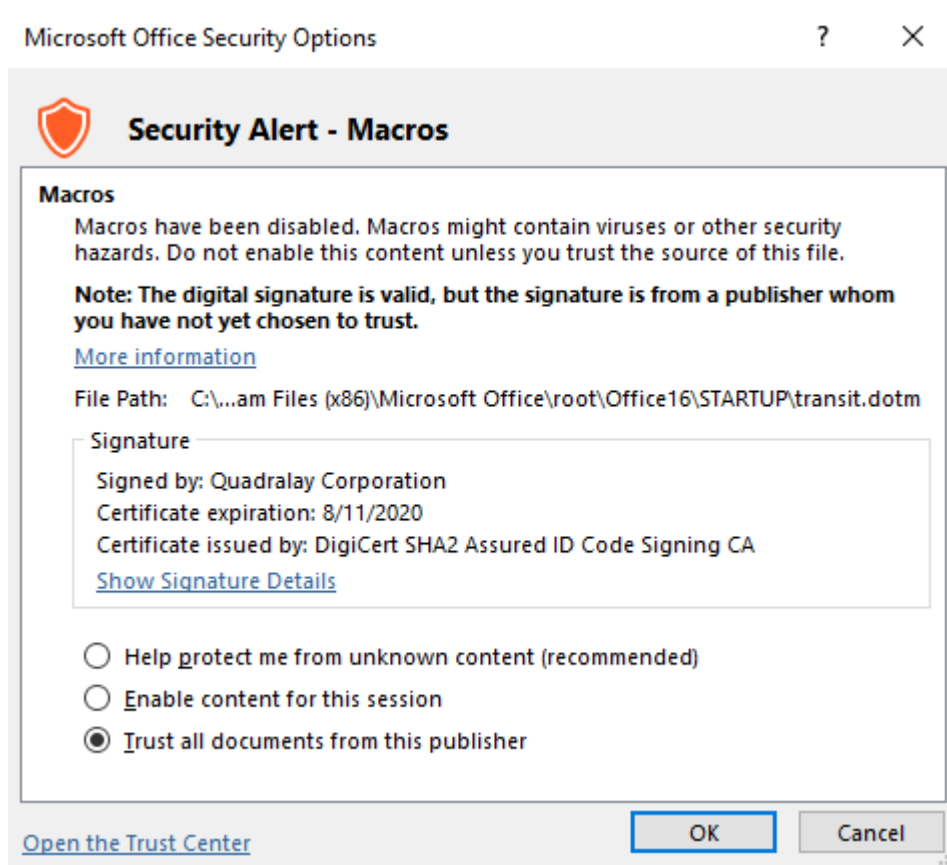 Microsoft Office Security Options
?
Security Alert - Macros
Macros
Macros have been disabled. Macros might contain viruses or other security
hazards. Do not enable this content unless you trust the source of this file.
Note: The digital signature is valid, but the signature is from a publisher whom
you have not yet chosen to trust.
More information
File Path: C:\...am Files (x86)\Microsoft Office\root\Office16\STARTUP\transit.dotm
Signature
Signed by: Quadralay Corporation
Certificate expiration: 8/11/2020
Certificate issued by: DigiCert SHA2 Assured ID Code Signing CA
Show Signature Details
Help protect me from unknown content (recommended)
Enable content for this session
Trust all documents from this publisher
Open the Trust Center
OK
Cancel